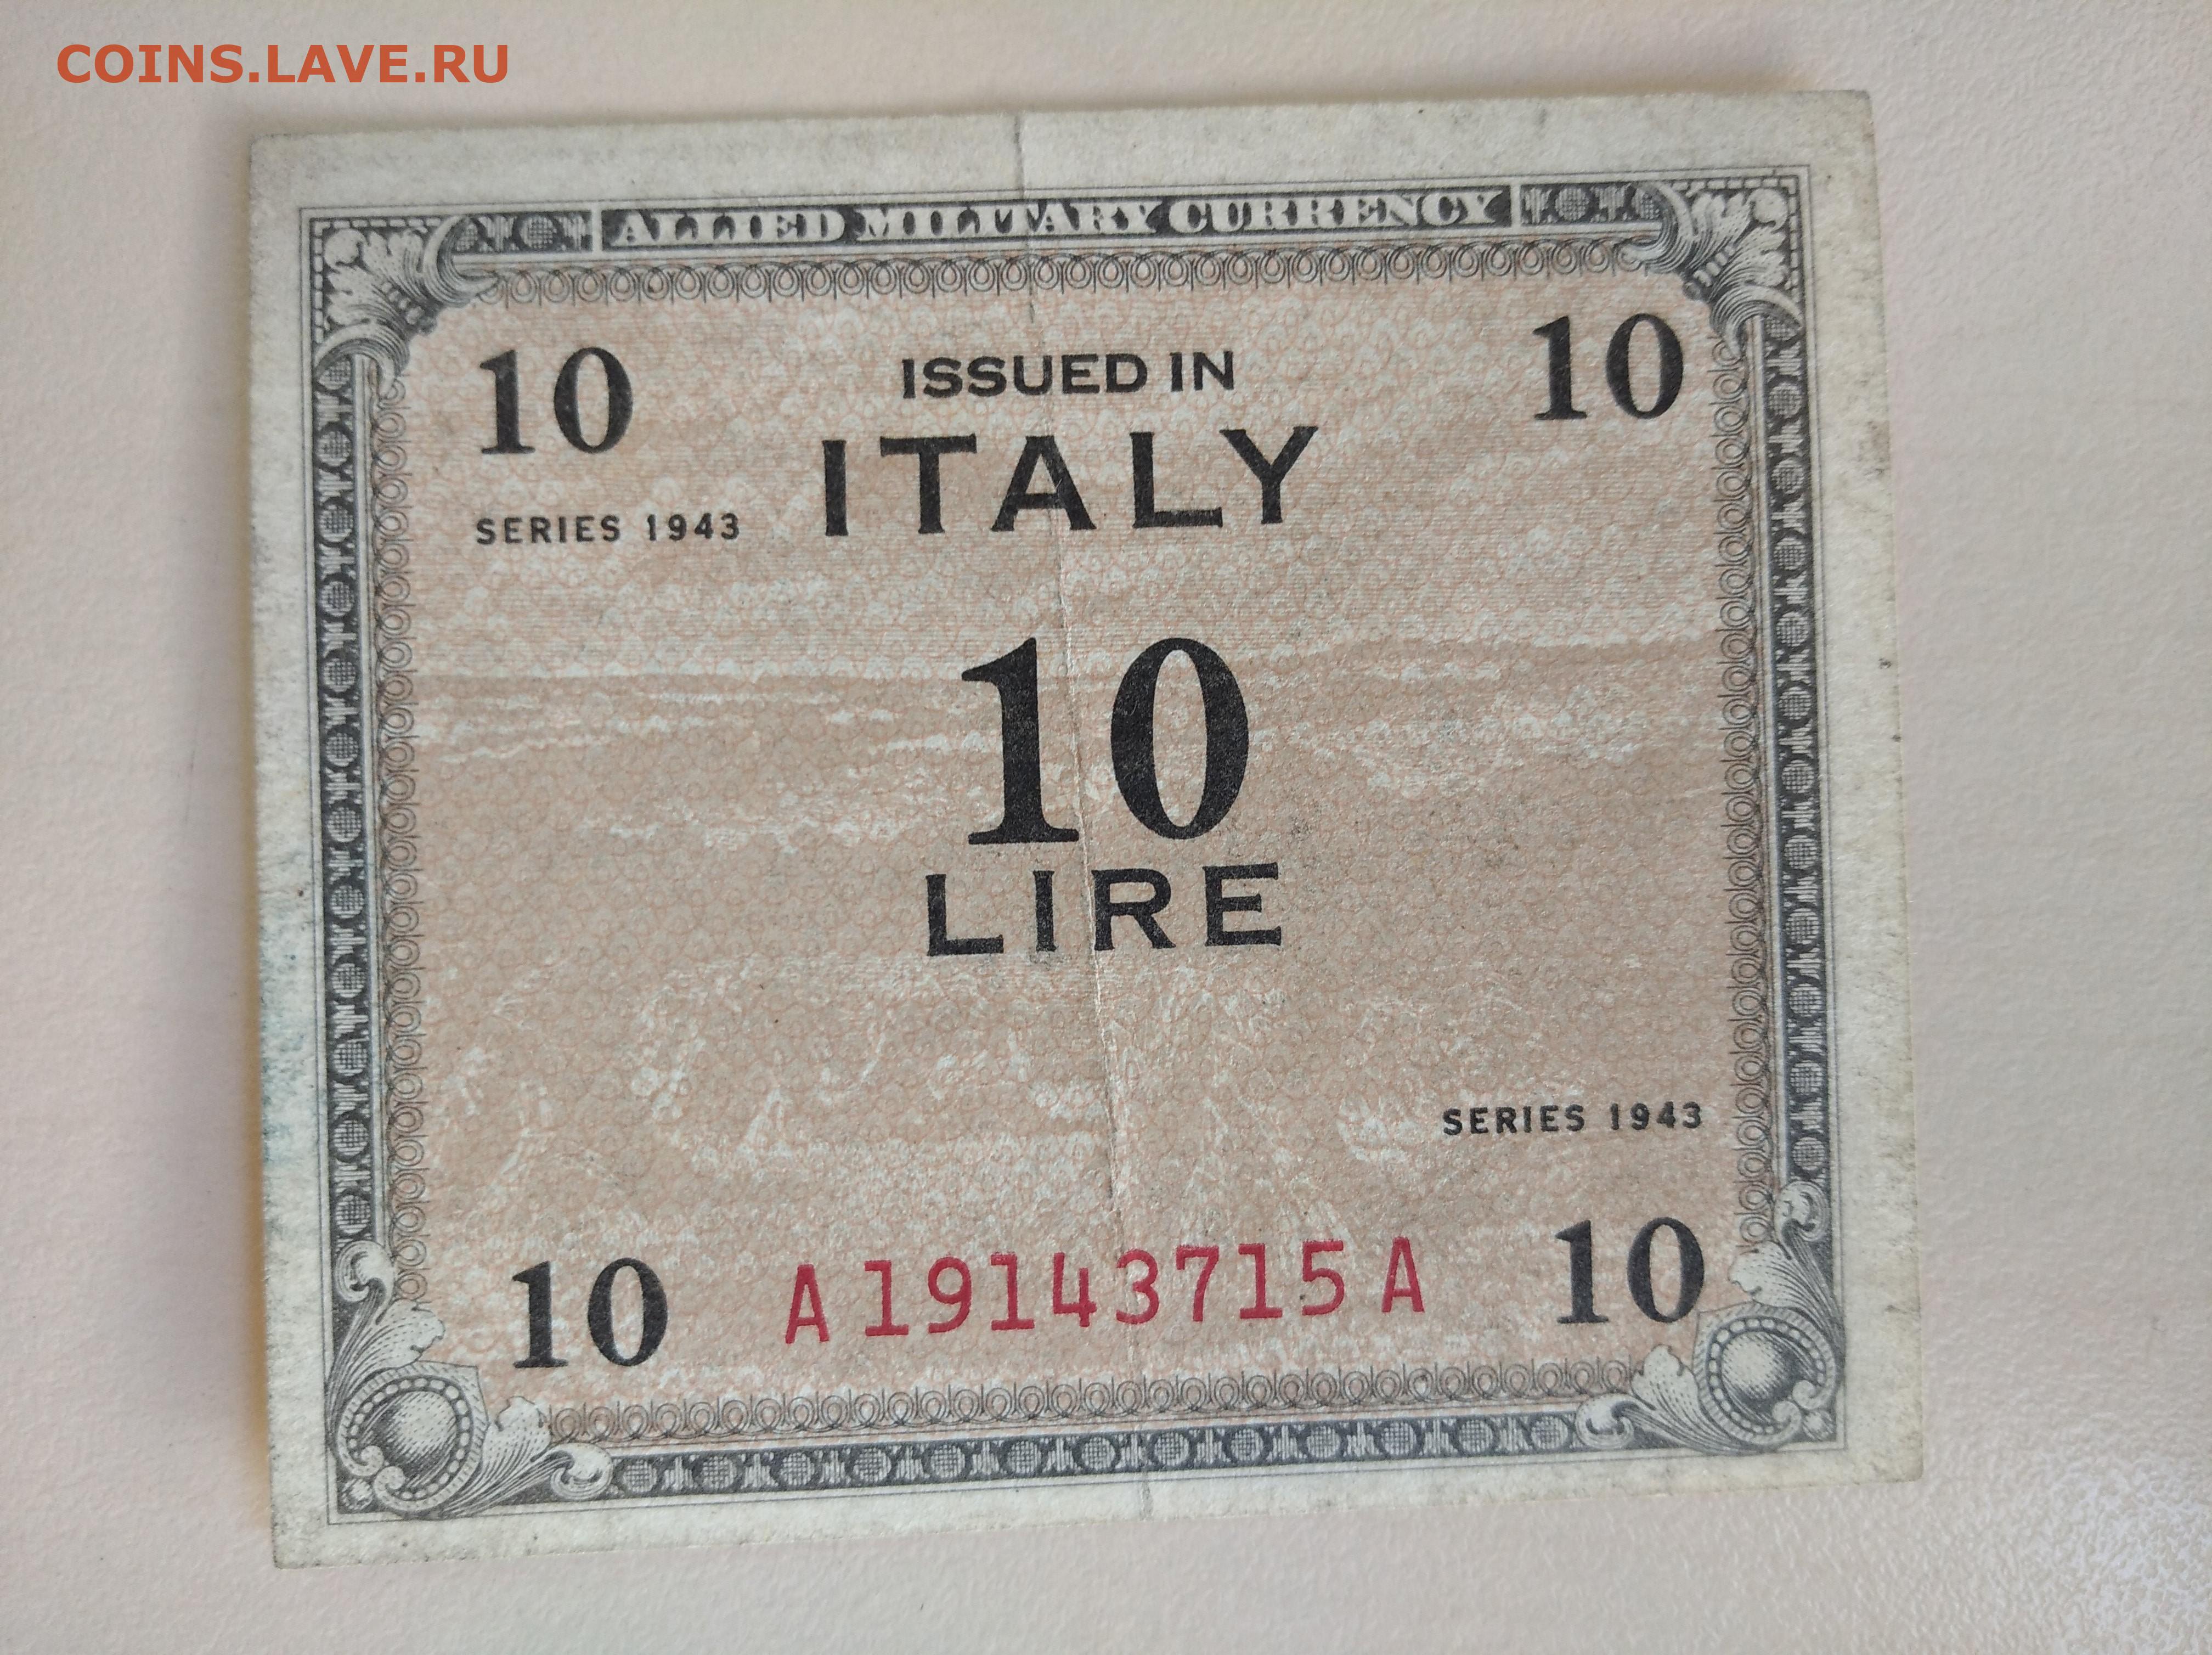 COINS.LAVE.RU
ALLIED MILITARY CURRENCY
10 ISSUED IN 10
ITALY
SERIES 1943
10
LIRE
SERIES 1943
10 A19143715A 10